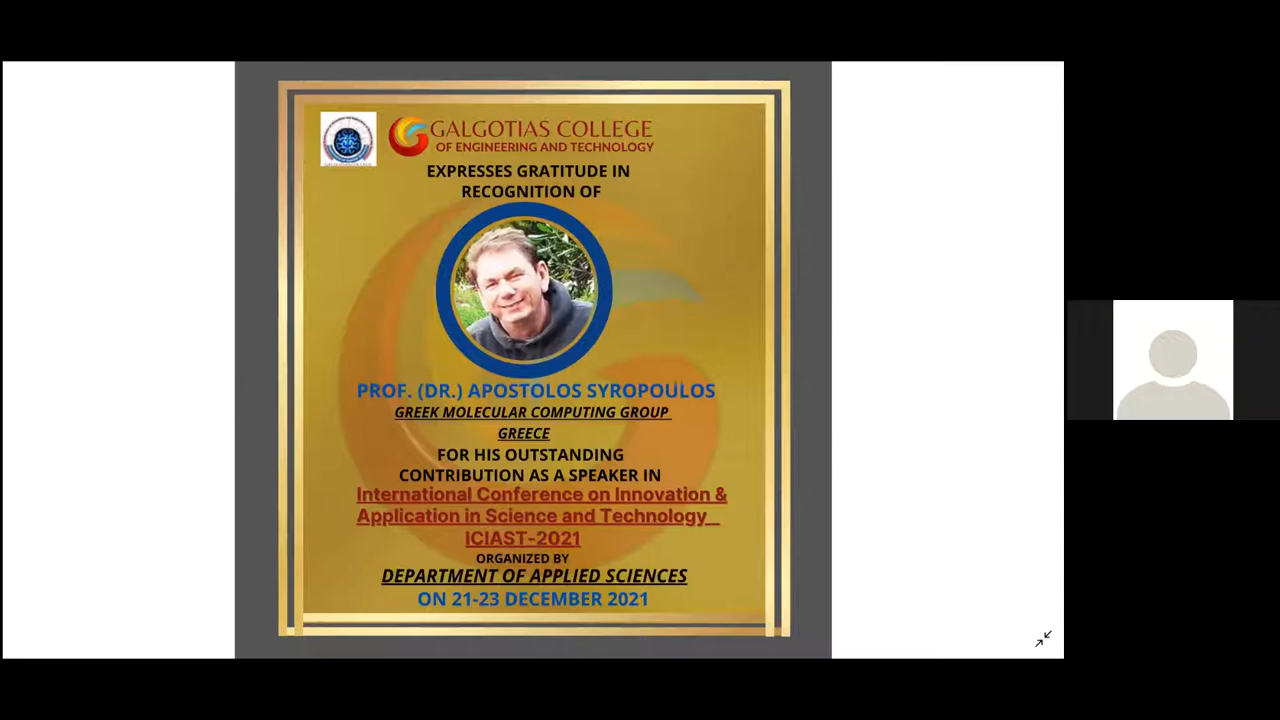 GALGOTIAS COLLEGE
OF ENGINEERING AND TECHNOLOGY
EXPRESSES GRATITUDE IN
RECOGNITION OF
PROF. (DR.) APOSTOLOS SYROPOULOS
GREEK MOLECULAR COMPUTING GROUP
GREECE
FOR HIS OUTSTANDING
CONTRIBUTION AS A SPEAKER IN
International Conference on Innovation &
Application in Science and Technology_
ICIAST-2021
ORGANIZED BY
DEPARTMENT OF APPLIED SCIENCES
ON 21-23 DECEMBER 2021